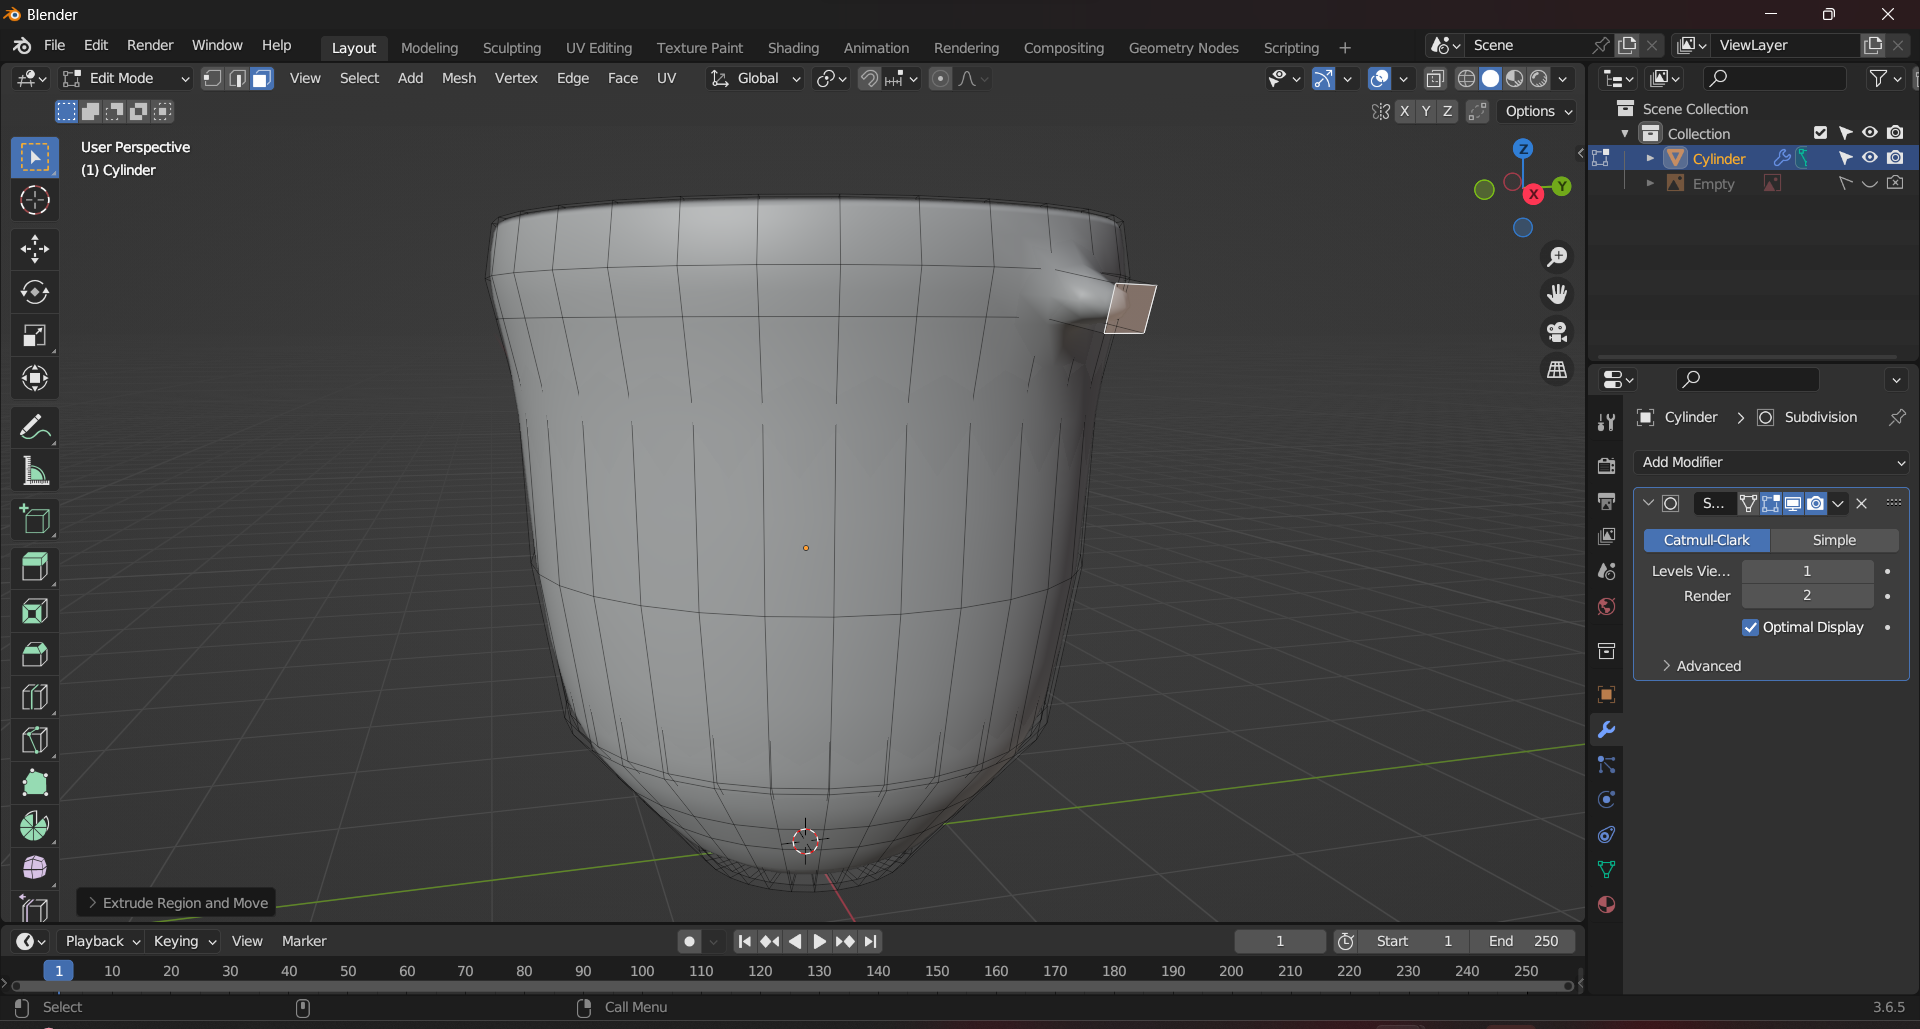 Blender
File Edit Render Window Help Layout Modeling Sculpting UV Editing Texture Paint Shading Animation Rendering Compositing Geometry Nodes Scripting + Scene ViewLayer
Edit Mode View Select Add Mesh Vertex Edge Face UV Global
X Y Z Options
User Perspective
(1) Cylinder
Z
Y
X
Scene Collection
Collection
Cylinder
Empty
Cylinder > Subdivision
Add Modifier
S...
Catmull-Clark Simple
Levels Vie... 1
Render 2
Optimal Display
> Advanced
> Extrude Region and Move
Playback Keying View Marker 1 Start 1 End 250
1 10 20 30 40 50 60 70 80 90 100 110 120 130 140 150 160 170 180 190 200 210 220 230 240 250
Select Call Menu 3.6.5